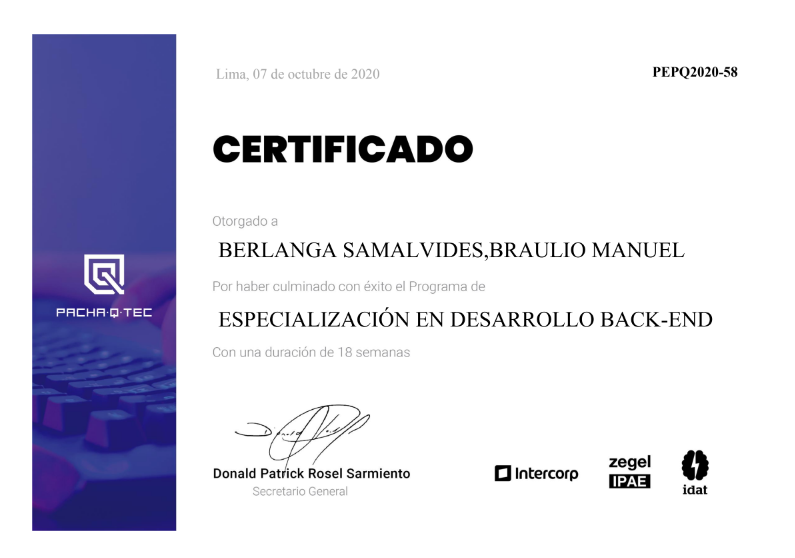 Lima, 07 de octubre de 2020
PEPQ2020-58
CERTIFICADO
Otorgado a
BERLANGA SAMALVIDES,BRAULIO MANUEL
Por haber culminado con éxito el Programa de
ESPECIALIZACIÓN EN DESARROLLO BACK-END
Con una duración de 18 semanas
PACHA·Q·TEC
Donald Patrick Rosel Sarmiento
Secretario General
Intercorp
zegel
IPAE
idat